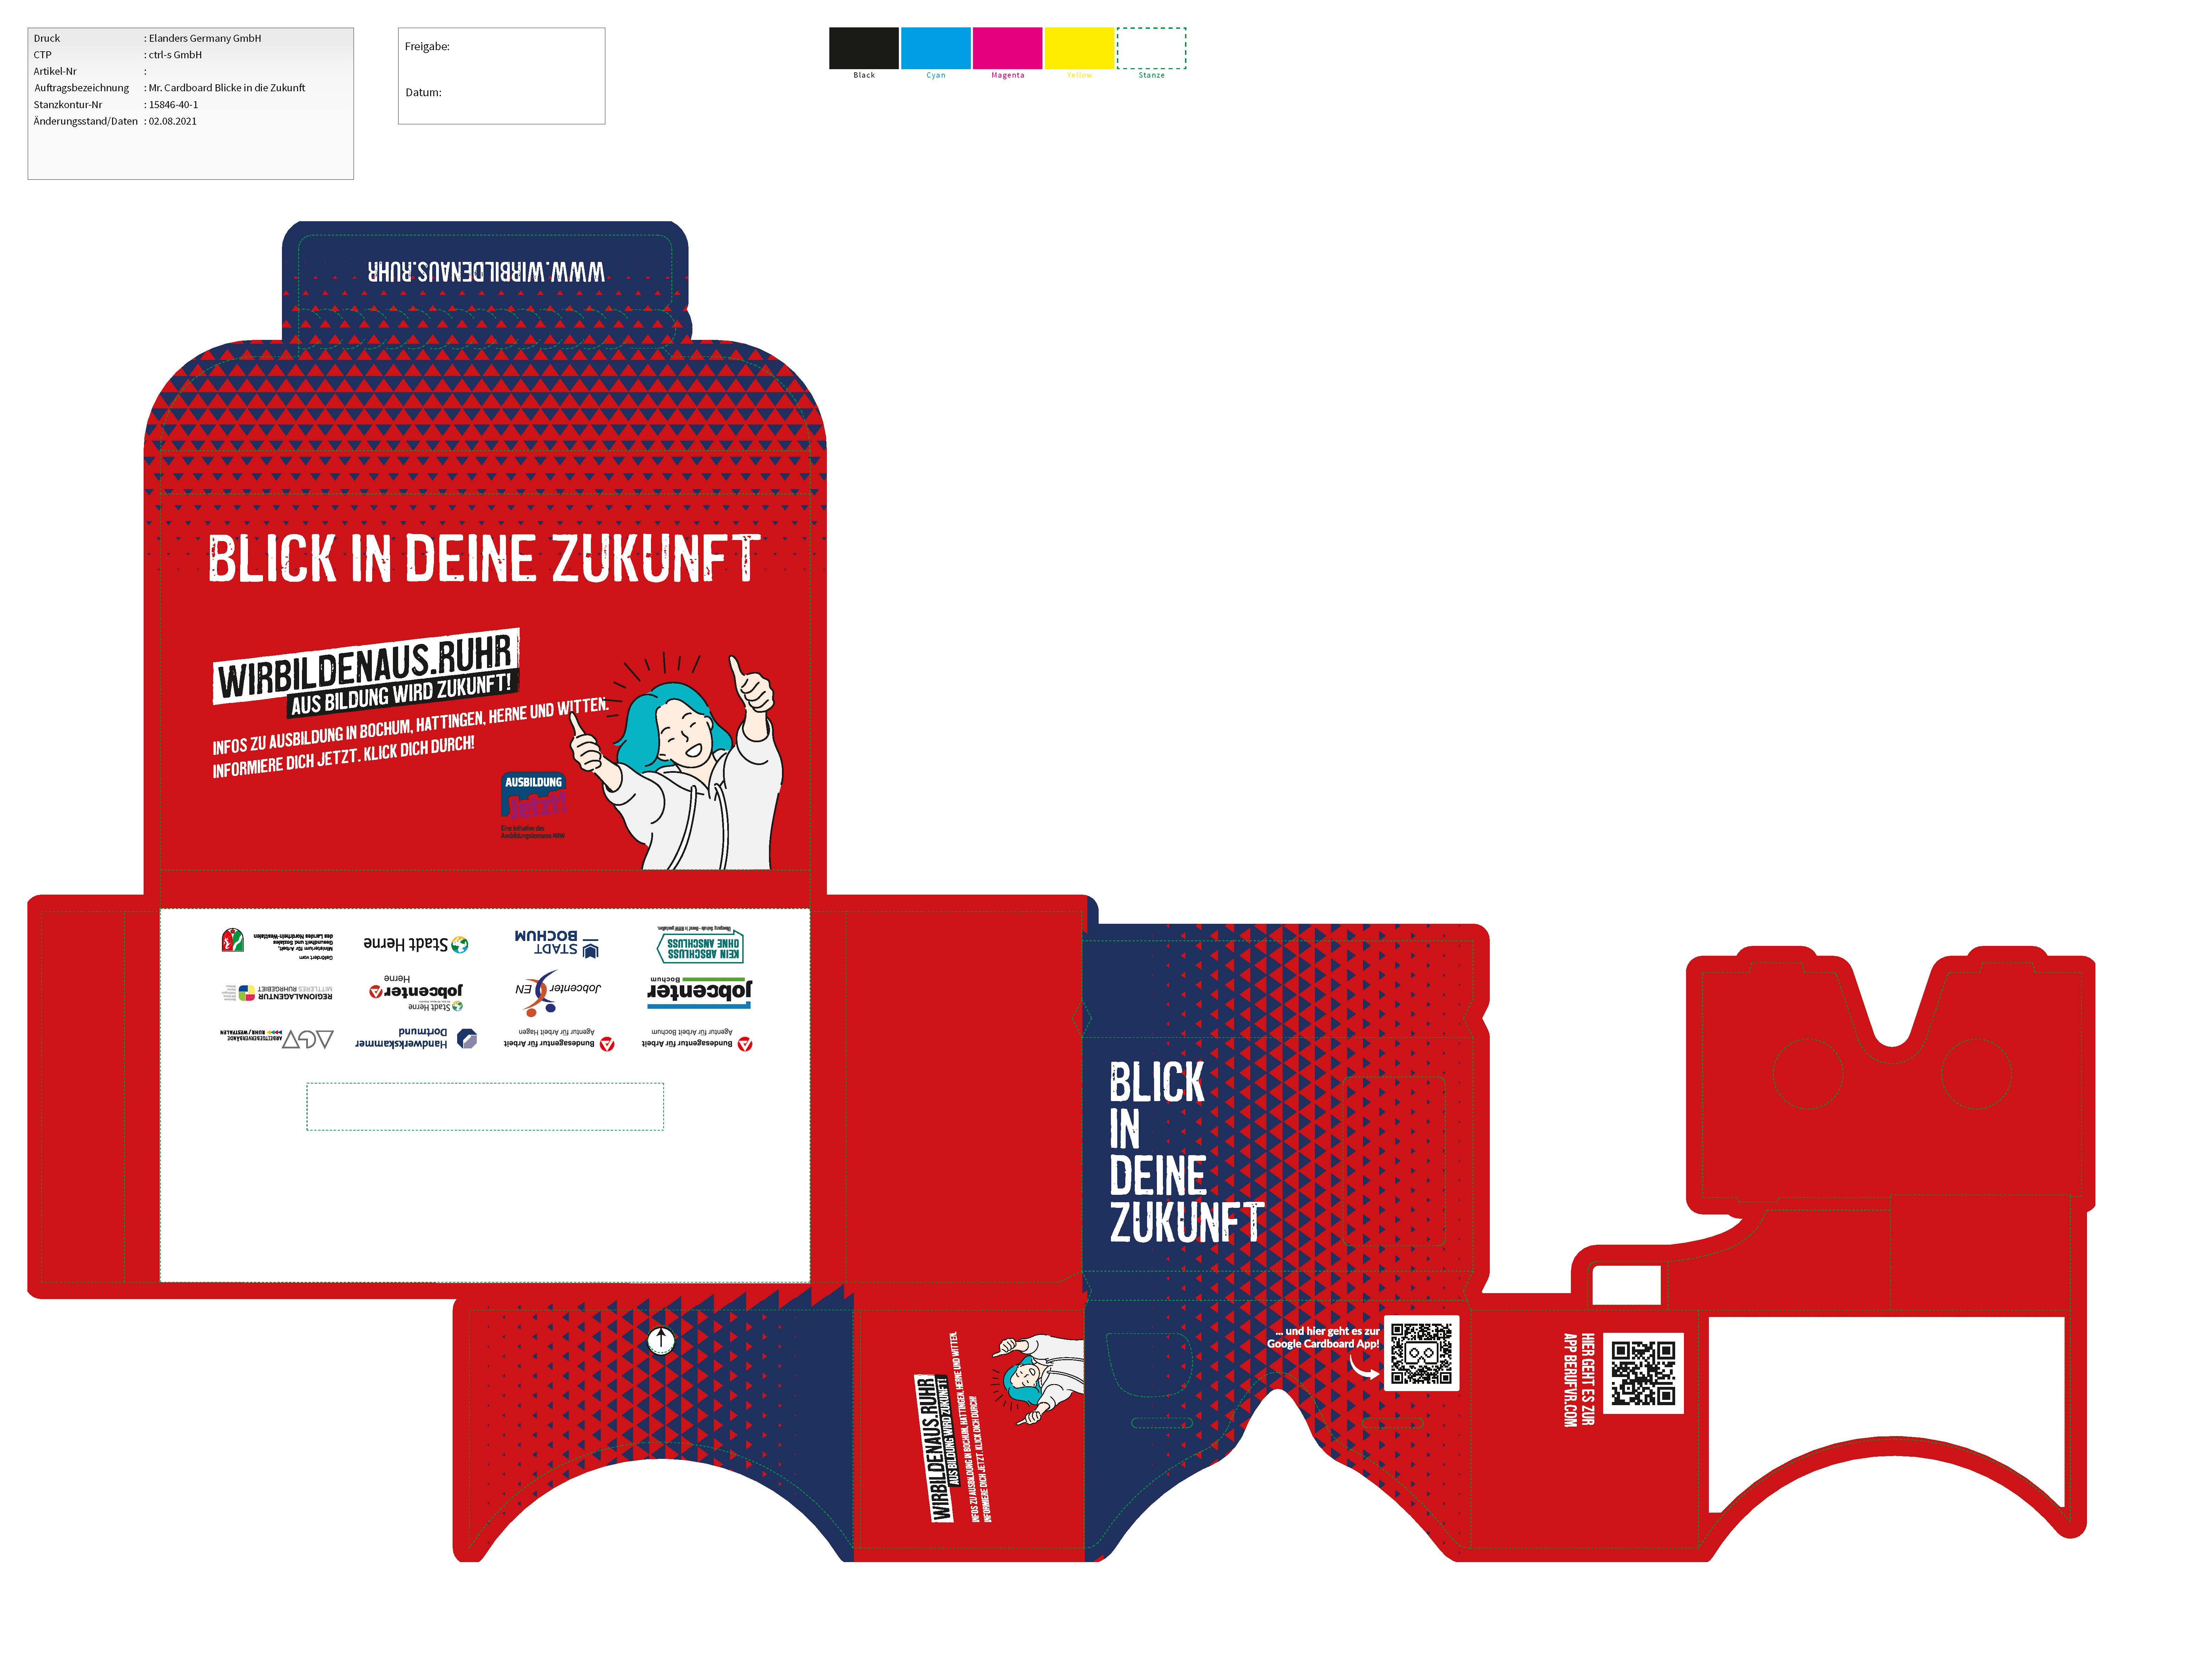 Druck : Elanders Germany GmbH
CTP : ctrl-s GmbH
Artikel-Nr :
Auftragsbezeichnung : Mr. Cardboard Blicke in die Zukunft
Stanzkontur-Nr : 15846-40-1
Änderungsstand/Daten : 02.08.2021
Freigabe:
Datum:
Black
Cyan
Magenta
Yellow
Stanze
WWW.WIRBILDENAUS.RUHR
BLICK IN DEINE ZUKUNFT
WIRBILDENAUS.RUHR
AUS BILDUNG WIRD ZUKUNFT!
INFOS ZU AUSBILDUNG IN BOCHUM, HATTINGEN, HERNE UND WITTEN.
INFORMIERE DICH JETZT. KLICK DICH DURCH!
AUSBILDUNG
Jetzt!
Eine Initiative des
Ausbildungskonsens NRW
Bundesagentur für Arbeit
Agentur für Arbeit Bochum
Bundesagentur für Arbeit
Agentur für Arbeit Hagen
Handwerkskammer
Dortmund
AGV
ARBEITGEBERVERBÄNDE
RUHR / WESTFALEN
jobcenter
Bochum
Jobcenter EN
Stadt Herne
jobcenter
Herne
REGIONALAGENTUR
MITTLERES RUHRGEBIET
KEIN ABSCHLUSS
OHNE ANSCHLUSS
STADT
BOCHUM
Stadt Herne
Gefördert vom
Ministerium für Arbeit,
Gesundheit und Soziales
des Landes Nordrhein-Westfalen
BLICK
IN
DEINE
ZUKUNFT
... und hier geht es zur
Google Cardboard App!
WIRBILDENAUS.RUHR
AUS BILDUNG WIRD ZUKUNFT!
INFOS ZU AUSBILDUNG IN BOCHUM, HATTINGEN, HERNE UND WITTEN.
INFORMIERE DICH JETZT. KLICK DICH DURCH!
HIER GEHT ES ZUR
APP BERUFVR.COM